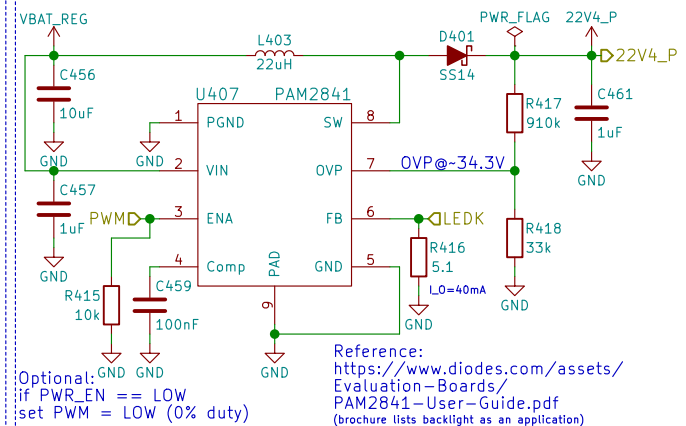 VBAT_REG
PWR_FLAG
22V4_P
L403
22uH
D401
SS14
22V4_P
C456
10uF
GND
U407
PAM2841
R417
910k
C461
1uF
GND
1
PGND
GND
SW
8
2
VIN
OVP
7
OVP@~34.3V
C457
1uF
GND
PWM
3
ENA
FB
6
LEDK
R418
33k
GND
R416
5.1
I_O=40mA
GND
4
Comp
PAD
GND
5
9
R415
10k
GND
C459
100nF
GND
GND
Optional:
if PWR_EN == LOW
set PWM = LOW (0% duty)
Reference:
https://www.diodes.com/assets/
Evaluation-Boards/
PAM2841-User-Guide.pdf
(brochure lists backlight as an application)